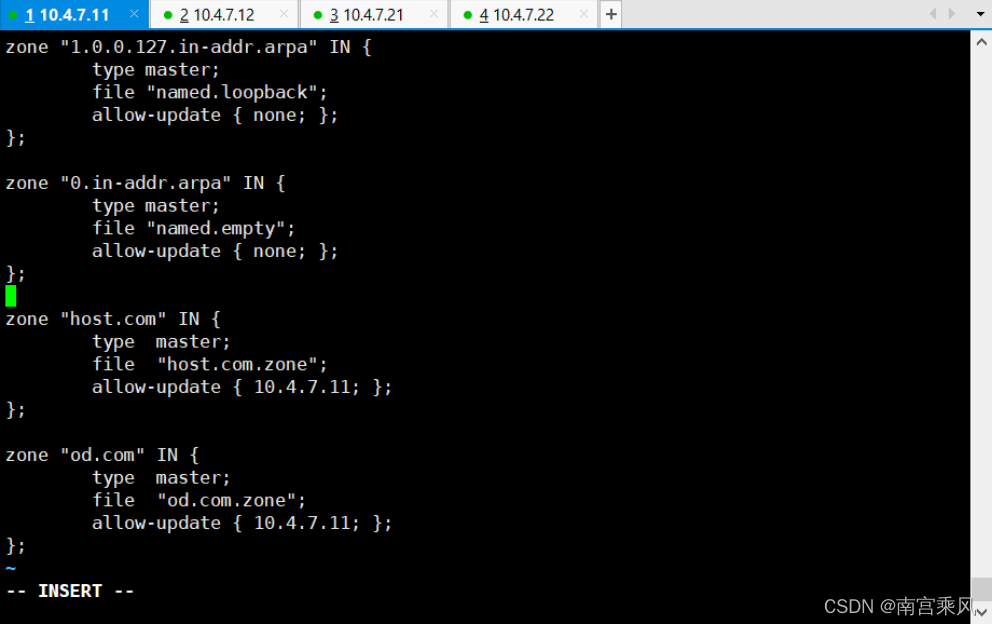 1 10.4.7.11 × 2 10.4.7.12 × 3 10.4.7.21 × 4 10.4.7.22 × +
zone "1.0.0.127.in-addr.arpa" IN {
        type master;
        file "named.loopback";
        allow-update { none; };
};

zone "0.in-addr.arpa" IN {
        type master;
        file "named.empty";
        allow-update { none; };
};

zone "host.com" IN {
        type  master;
        file  "host.com.zone";
        allow-update { 10.4.7.11; };
};

zone "od.com" IN {
        type  master;
        file  "od.com.zone";
        allow-update { 10.4.7.11; };
};
~
-- INSERT --
CSDN @南宫乘风